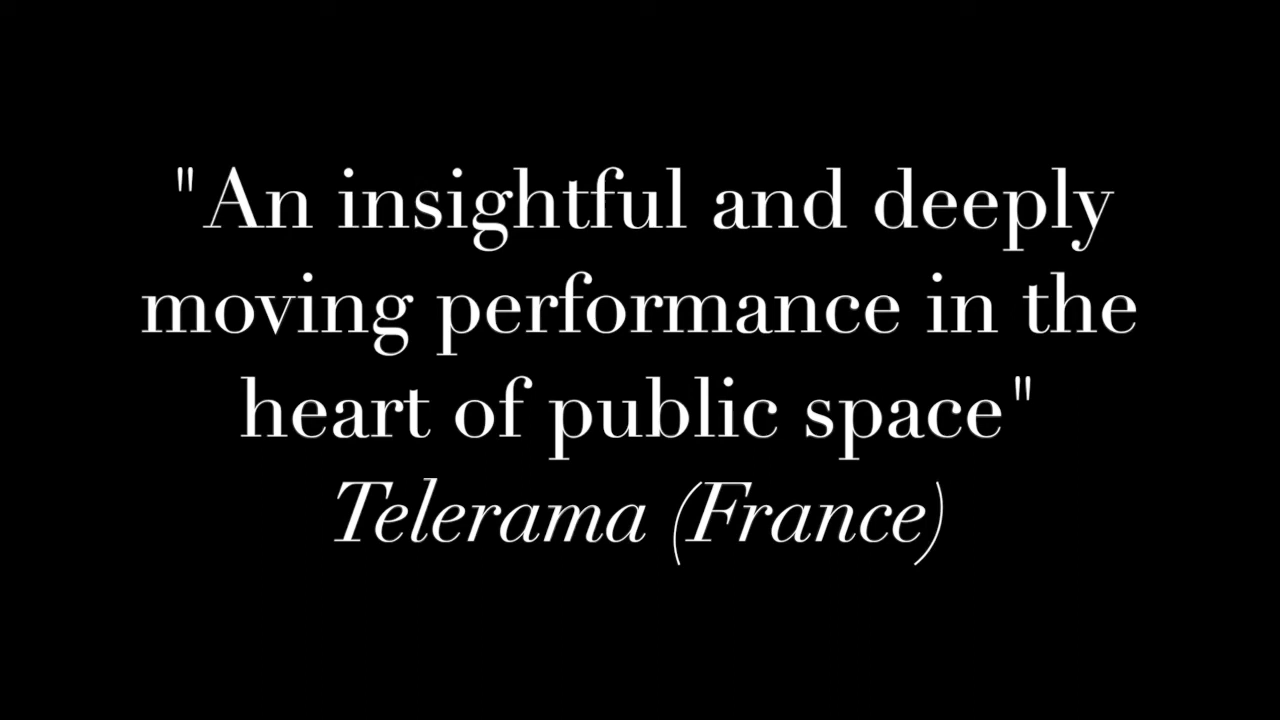 "An insightful and deeply
moving performance in the
heart of public space"
Telerama (France)